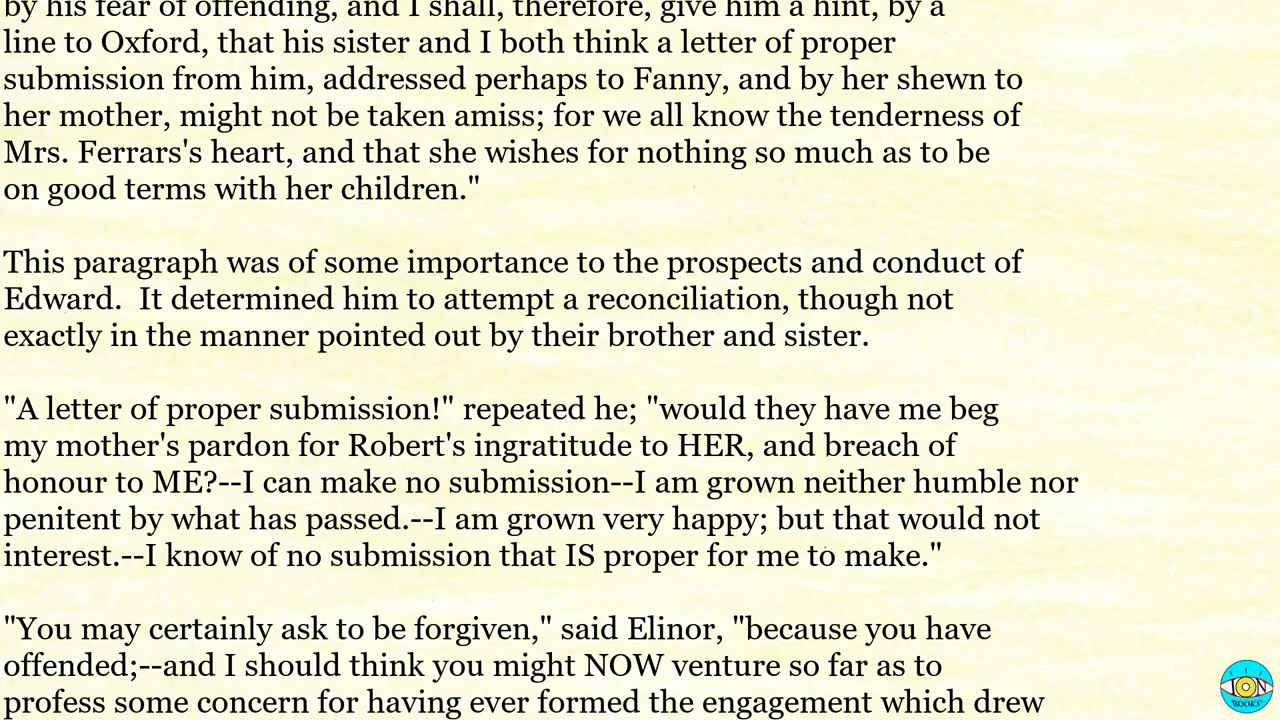 by his fear of offending, and I shall, therefore, give him a hint, by a
line to Oxford, that his sister and I both think a letter of proper
submission from him, addressed perhaps to Fanny, and by her shewn to
her mother, might not be taken amiss; for we all know the tenderness of
Mrs. Ferrars's heart, and that she wishes for nothing so much as to be
on good terms with her children."
This paragraph was of some importance to the prospects and conduct of
Edward.  It determined him to attempt a reconciliation, though not
exactly in the manner pointed out by their brother and sister.
"A letter of proper submission!" repeated he; "would they have me beg
my mother's pardon for Robert's ingratitude to HER, and breach of
honour to ME?--I can make no submission--I am grown neither humble nor
penitent by what has passed.--I am grown very happy; but that would not
interest.--I know of no submission that IS proper for me to make."
"You may certainly ask to be forgiven," said Elinor, "because you have
offended;--and I should think you might NOW venture so far as to
profess some concern for having ever formed the engagement which drew
ION
BOOKS